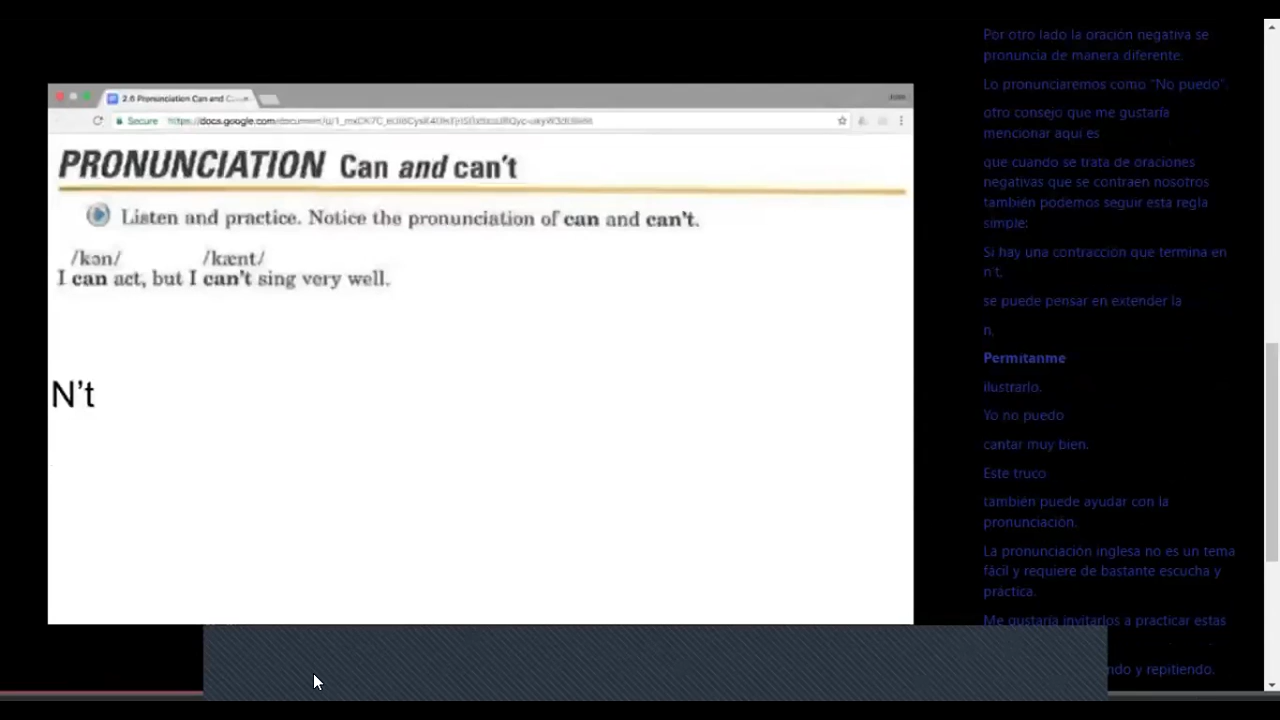 2.6 Pronunciation Can and
Secure
PRONUNCIATION Can and can't
Listen and practice. Notice the pronunciation of can and can't.
/kən/ /kænt/
I can act, but I can't sing very well.
N't
Por otro lado la oración negativa se
pronuncia de manera diferente.
Lo pronunciaremos como "No puedo".
otro consejo que me gustaría
mencionar aquí es
que cuando se trata de oraciones
negativas que se contraen nosotros
también podemos seguir esta regla
simple:
Si hay una contracción que termina en
n't,
se puede pensar en extender la
n,
Permítanme
ilustrarlo.
Yo no puedo
cantar muy bien.
Este truco
también puede ayudar con la
pronunciación.
La pronunciación inglesa no es un tema
fácil y requiere de bastante escucha y
práctica.
Me gustaría invitarlos a practicar estas
y repitiendo.